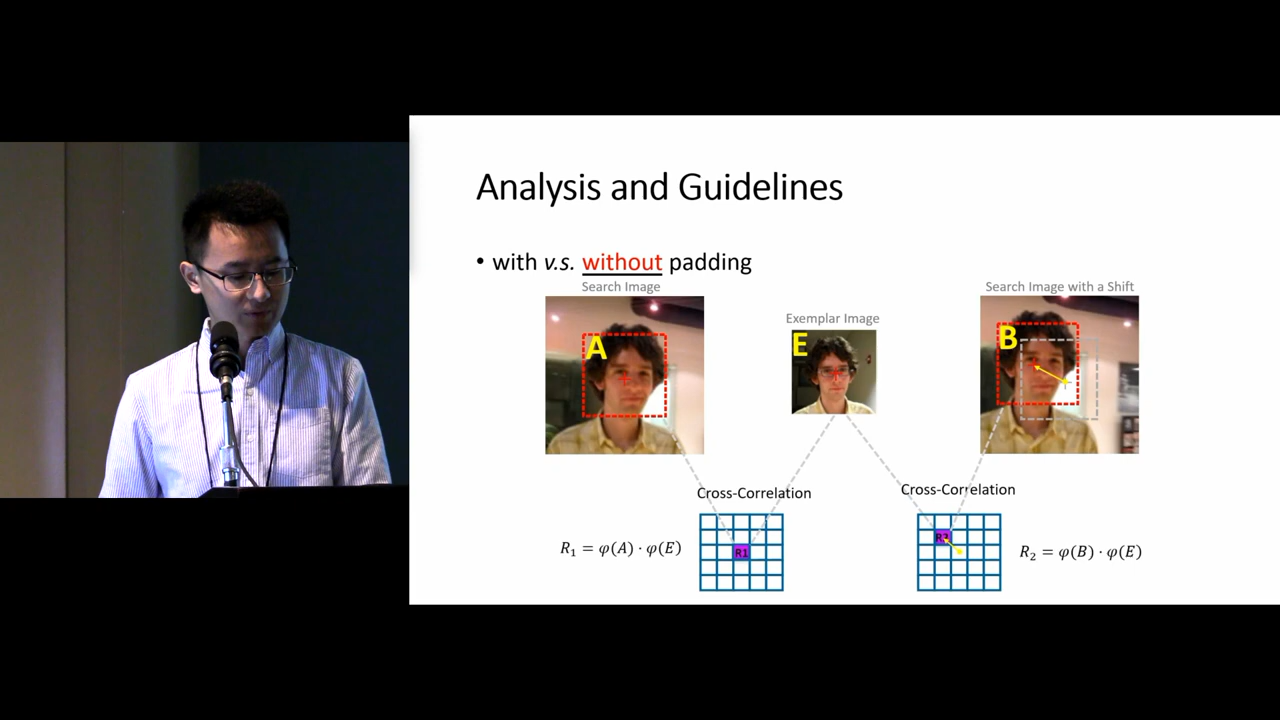 Analysis and Guidelines
• with v.s. without padding
Search Image
Exemplar Image
Search Image with a Shift
A
E
B
Cross-Correlation
Cross-Correlation
R₁ = φ(A) · φ(E)
R1
R2
R₂ = φ(B) · φ(E)